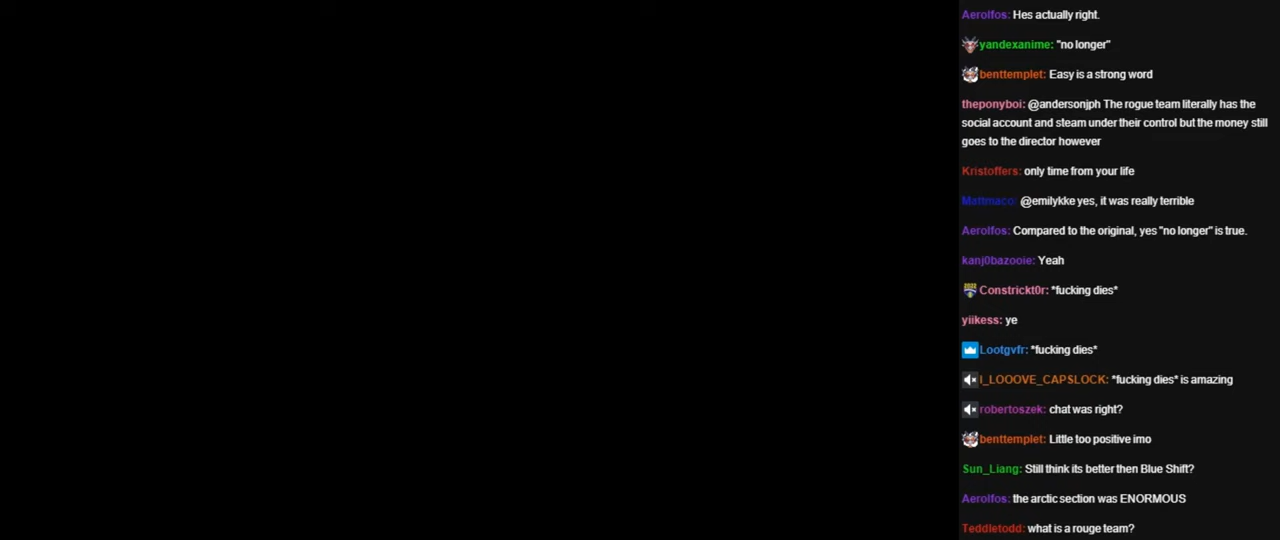 Aerolfos: Hes actually right.
yandexanime: "no longer"
benttemplet: Easy is a strong word
theponyboi: @andersonjph The rogue team literally has the
social account and steam under their control but the money still
goes to the director however
Kristoffers: only time from your life
Mattmaco: @emilykke yes, it was really terrible
Aerolfos: Compared to the original, yes "no longer" is true.
kanj0bazooie: Yeah
2022
Constrickt0r: *fucking dies*
yiikess: ye
Lootgvfr: *fucking dies*
I_LOOOVE_CAPSLOCK: *fucking dies* is amazing
robertoszek: chat was right?
benttemplet: Little too positive imo
Sun_Liang: Still think its better then Blue Shift?
Aerolfos: the arctic section was ENORMOUS
Teddletodd: what is a rouge team?